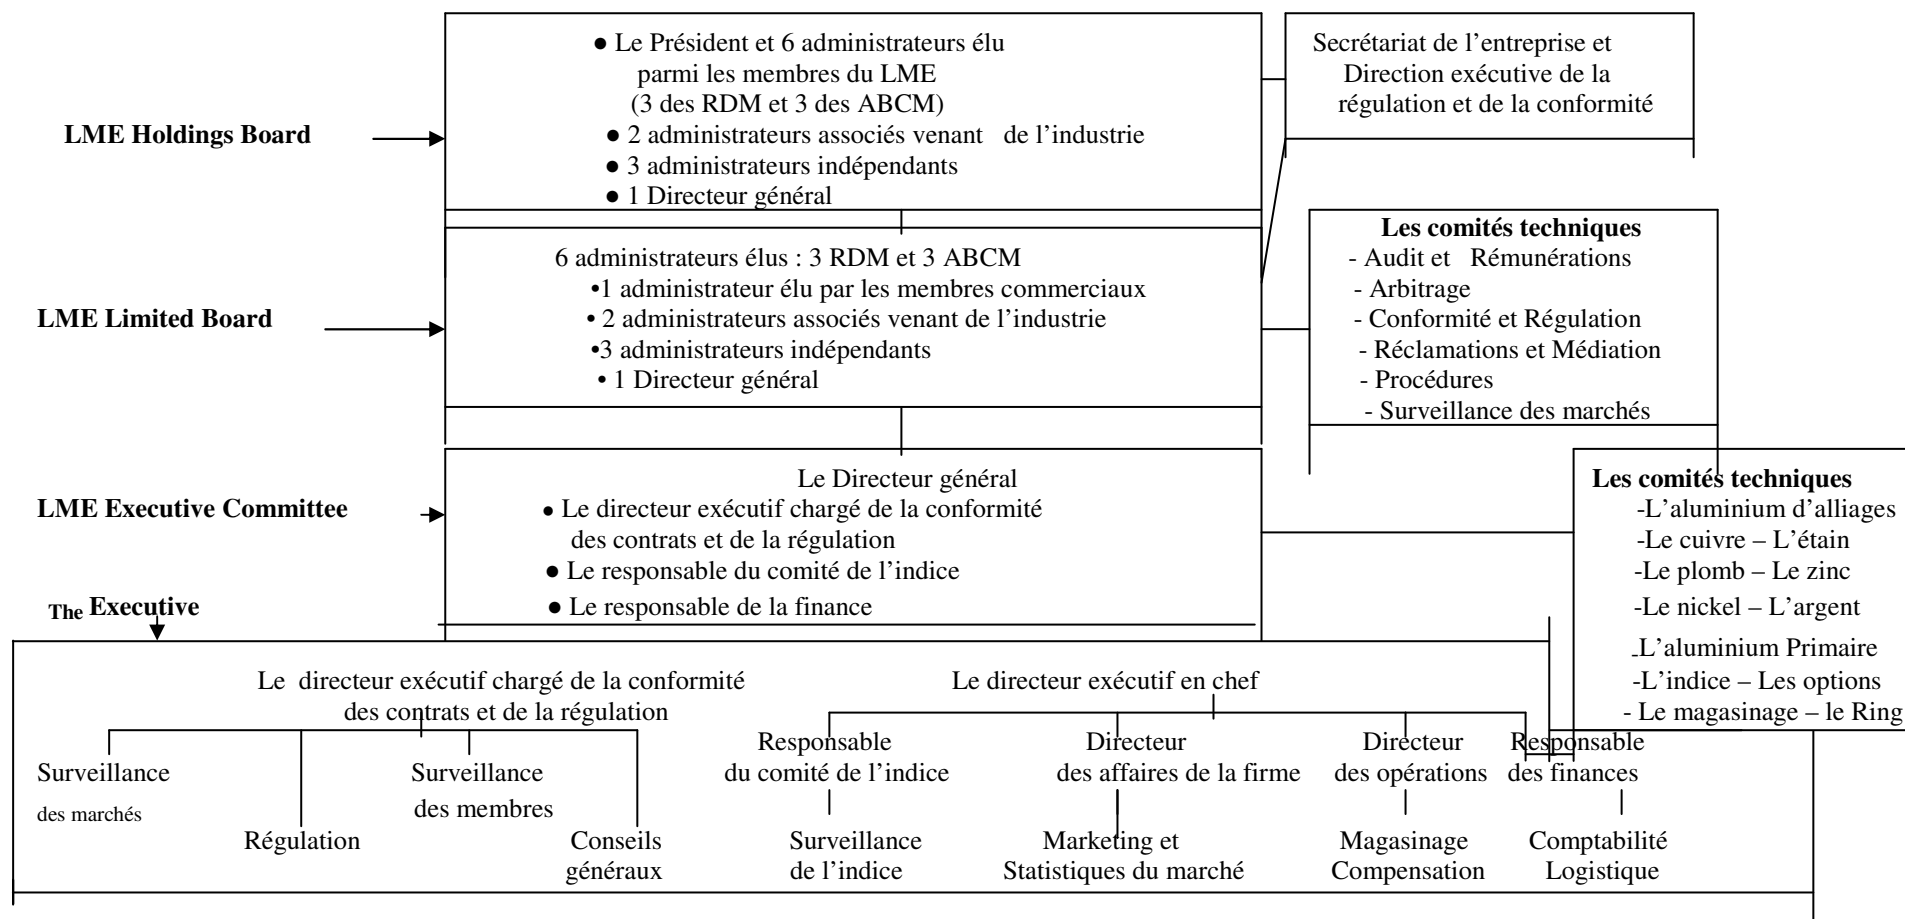 ● Le Président et 6 administrateurs élu
parmi les membres du LME
(3 des RDM et 3 des ABCM)
● 2 administrateurs associés venant de l’industrie
● 3 administrateurs indépendants
● 1 Directeur général
Secrétariat de l’entreprise et
Direction exécutive de la
régulation et de la conformité
LME Holdings Board
6 administrateurs élus : 3 RDM et 3 ABCM
•1 administrateur élu par les membres commerciaux
• 2 administrateurs associés venant de l’industrie
•3 administrateurs indépendants
• 1 Directeur général
LME Limited Board
Les comités techniques
- Audit et Rémunérations
- Arbitrage
- Conformité et Régulation
- Réclamations et Médiation
- Procédures
- Surveillance des marchés
LME Executive Committee
Le Directeur général
● Le directeur exécutif chargé de la conformité
des contrats et de la régulation
● Le responsable du comité de l’indice
● Le responsable de la finance
Les comités techniques
-L’aluminium d’alliages
-Le cuivre – L’étain
-Le plomb – Le zinc
-Le nickel – L’argent
-L’aluminium Primaire
-L’indice – Les options
- Le magasinage – le Ring
The Executive
Le directeur exécutif chargé de la conformité
des contrats et de la régulation
Le directeur exécutif en chef
Surveillance
des marchés
Régulation
Surveillance
des membres
Conseils
généraux
Responsable
du comité de l’indice
Directeur
des affaires de la firme
Directeur
des opérations
Responsable
des finances
Surveillance
de l’indice
Marketing et
Statistiques du marché
Magasinage
Compensation
Comptabilité
Logistique